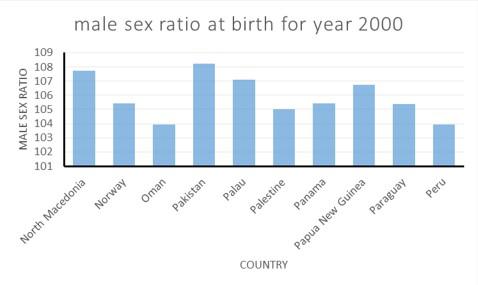 male sex ratio at birth for year 2000
MALE SEX RATIO
109
108
107
106
105
104
103
102
101
North Macedonia
Norway
Oman
Pakistan
Palau
Palestine
Panama
Papua New Guinea
Paraguay
Peru
COUNTRY